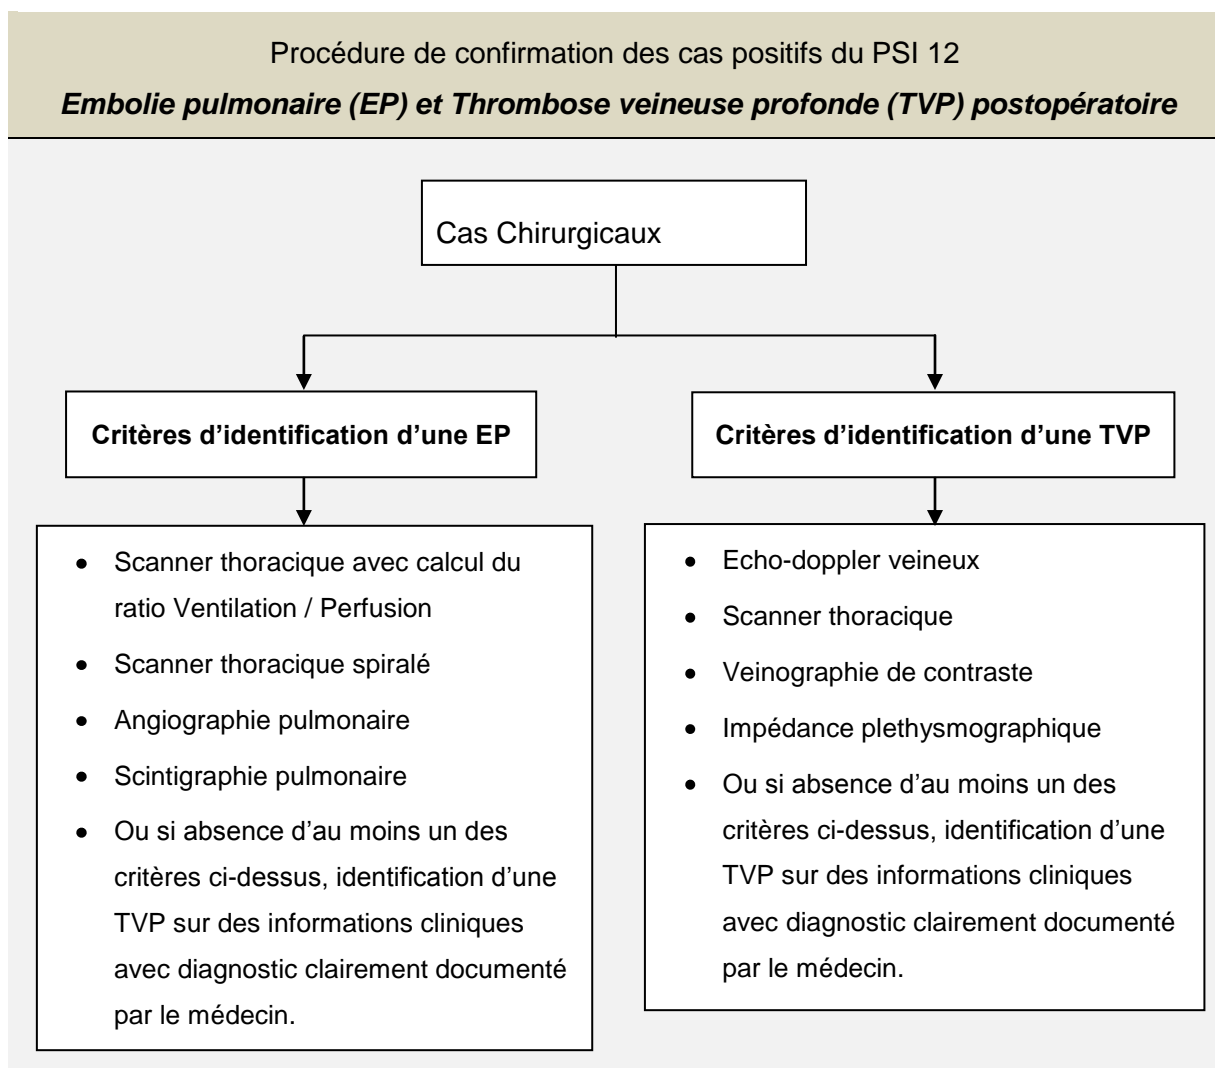 Procédure de confirmation des cas positifs du PSI 12
Embolie pulmonaire (EP) et Thrombose veineuse profonde (TVP) postopératoire
Cas Chirurgicaux
Critères d’identification d’une EP
Critères d’identification d’une TVP
• Scanner thoracique avec calcul du
ratio Ventilation / Perfusion
• Scanner thoracique spiralé
• Angiographie pulmonaire
• Scintigraphie pulmonaire
• Ou si absence d’au moins un des
critères ci-dessus, identification d’une
TVP sur des informations cliniques
avec diagnostic clairement documenté
par le médecin.
• Echo-doppler veineux
• Scanner thoracique
• Veinographie de contraste
• Impédance plethysmographique
• Ou si absence d’au moins un des
critères ci-dessus, identification d’une
TVP sur des informations cliniques
avec diagnostic clairement documenté
par le médecin.